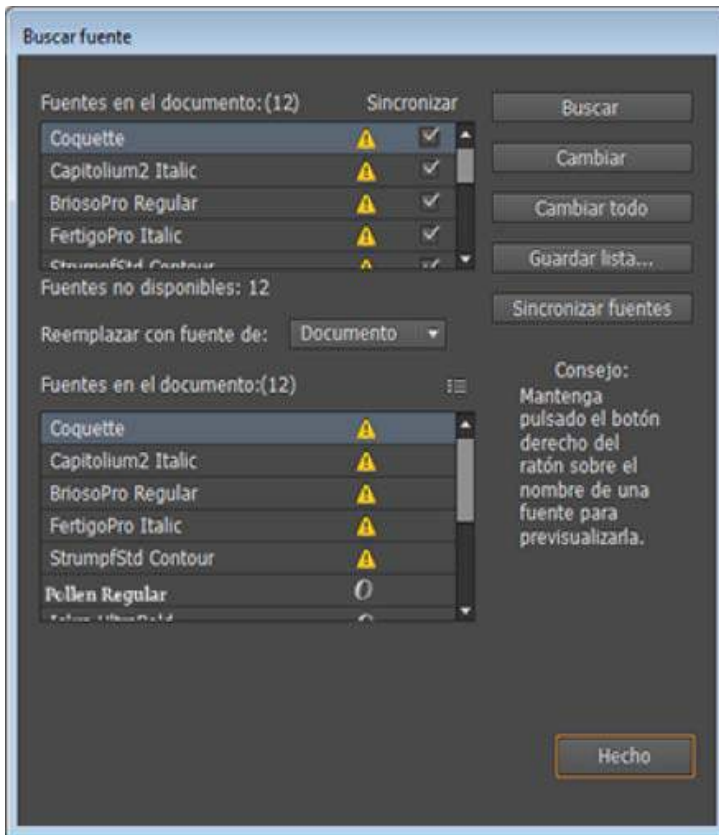 Buscar fuente
Fuentes en el documento:(12) Sincronizar
Coquette
Capitolium2 Italic
BriosoPro Regular
FertigoPro Italic
StrumpfStd Contour
Fuentes no disponibles: 12
Reemplazar con fuente de: Documento
Fuentes en el documento:(12)
Coquette
Capitolium2 Italic
BriosoPro Regular
FertigoPro Italic
StrumpfStd Contour
Pollen Regular
Buscar
Cambiar
Cambiar todo
Guardar lista...
Sincronizar fuentes
Consejo:
Mantenga
pulsado el botón
derecho del
ratón sobre el
nombre de una
fuente para
previsualizarla.
Hecho